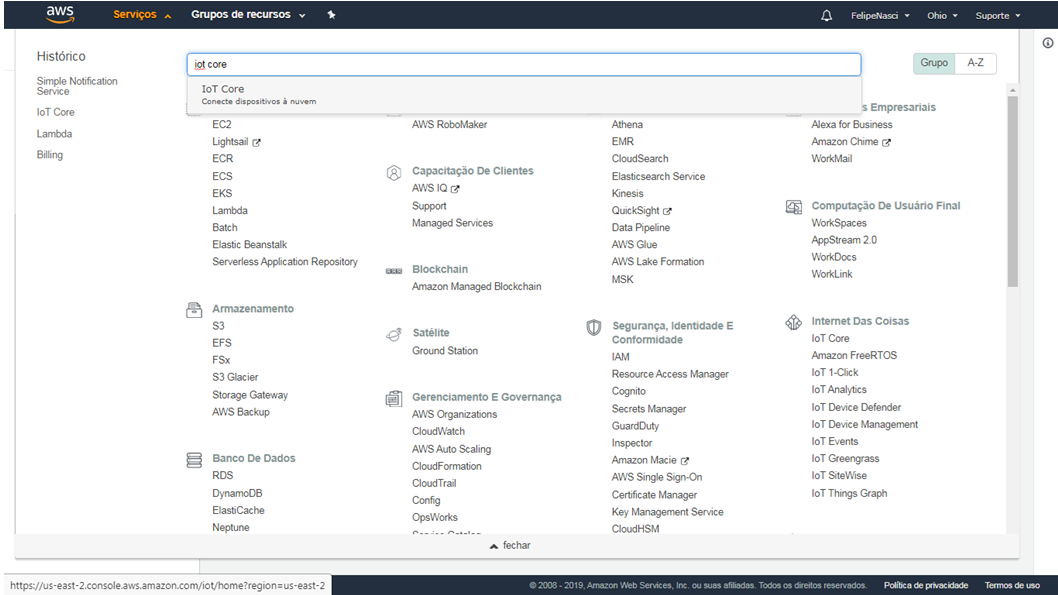 aws
Serviços
Grupos de recursos
FelipeNasci
Ohio
Suporte
Histórico
Simple Notification
Service
IoT Core
Lambda
Billing
iot core
Grupo
A-Z
IoT Core
Conecte dispositivos à nuvem
EC2
Lightsail
ECR
ECS
EKS
Lambda
Batch
Elastic Beanstalk
Serverless Application Repository
Armazenamento
S3
EFS
FSx
S3 Glacier
Storage Gateway
AWS Backup
Banco De Dados
RDS
DynamoDB
ElastiCache
Neptune
AWS RoboMaker
Capacitação De Clientes
AWS IQ
Support
Managed Services
Blockchain
Amazon Managed Blockchain
Satélite
Ground Station
Gerenciamento E Governança
AWS Organizations
CloudWatch
AWS Auto Scaling
CloudFormation
CloudTrail
Config
OpsWorks
Athena
EMR
CloudSearch
Elasticsearch Service
Kinesis
QuickSight
Data Pipeline
AWS Glue
AWS Lake Formation
MSK
Segurança, Identidade E
Conformidade
IAM
Resource Access Manager
Cognito
Secrets Manager
GuardDuty
Inspector
Amazon Macie
AWS Single Sign-On
Certificate Manager
Key Management Service
CloudHSM
s Empresariais
Alexa for Business
Amazon Chime
WorkMail
Computação De Usuário Final
WorkSpaces
AppStream 2.0
WorkDocs
WorkLink
Internet Das Coisas
IoT Core
Amazon FreeRTOS
IoT 1-Click
IoT Analytics
IoT Device Defender
IoT Device Management
IoT Events
IoT Greengrass
IoT SiteWise
IoT Things Graph
fechar
https://us-east-2.console.aws.amazon.com/iot/home?region=us-east-2
© 2008 - 2019, Amazon Web Services, Inc. ou suas afiliadas. Todos os direitos reservados.
Política de privacidade
Termos de uso